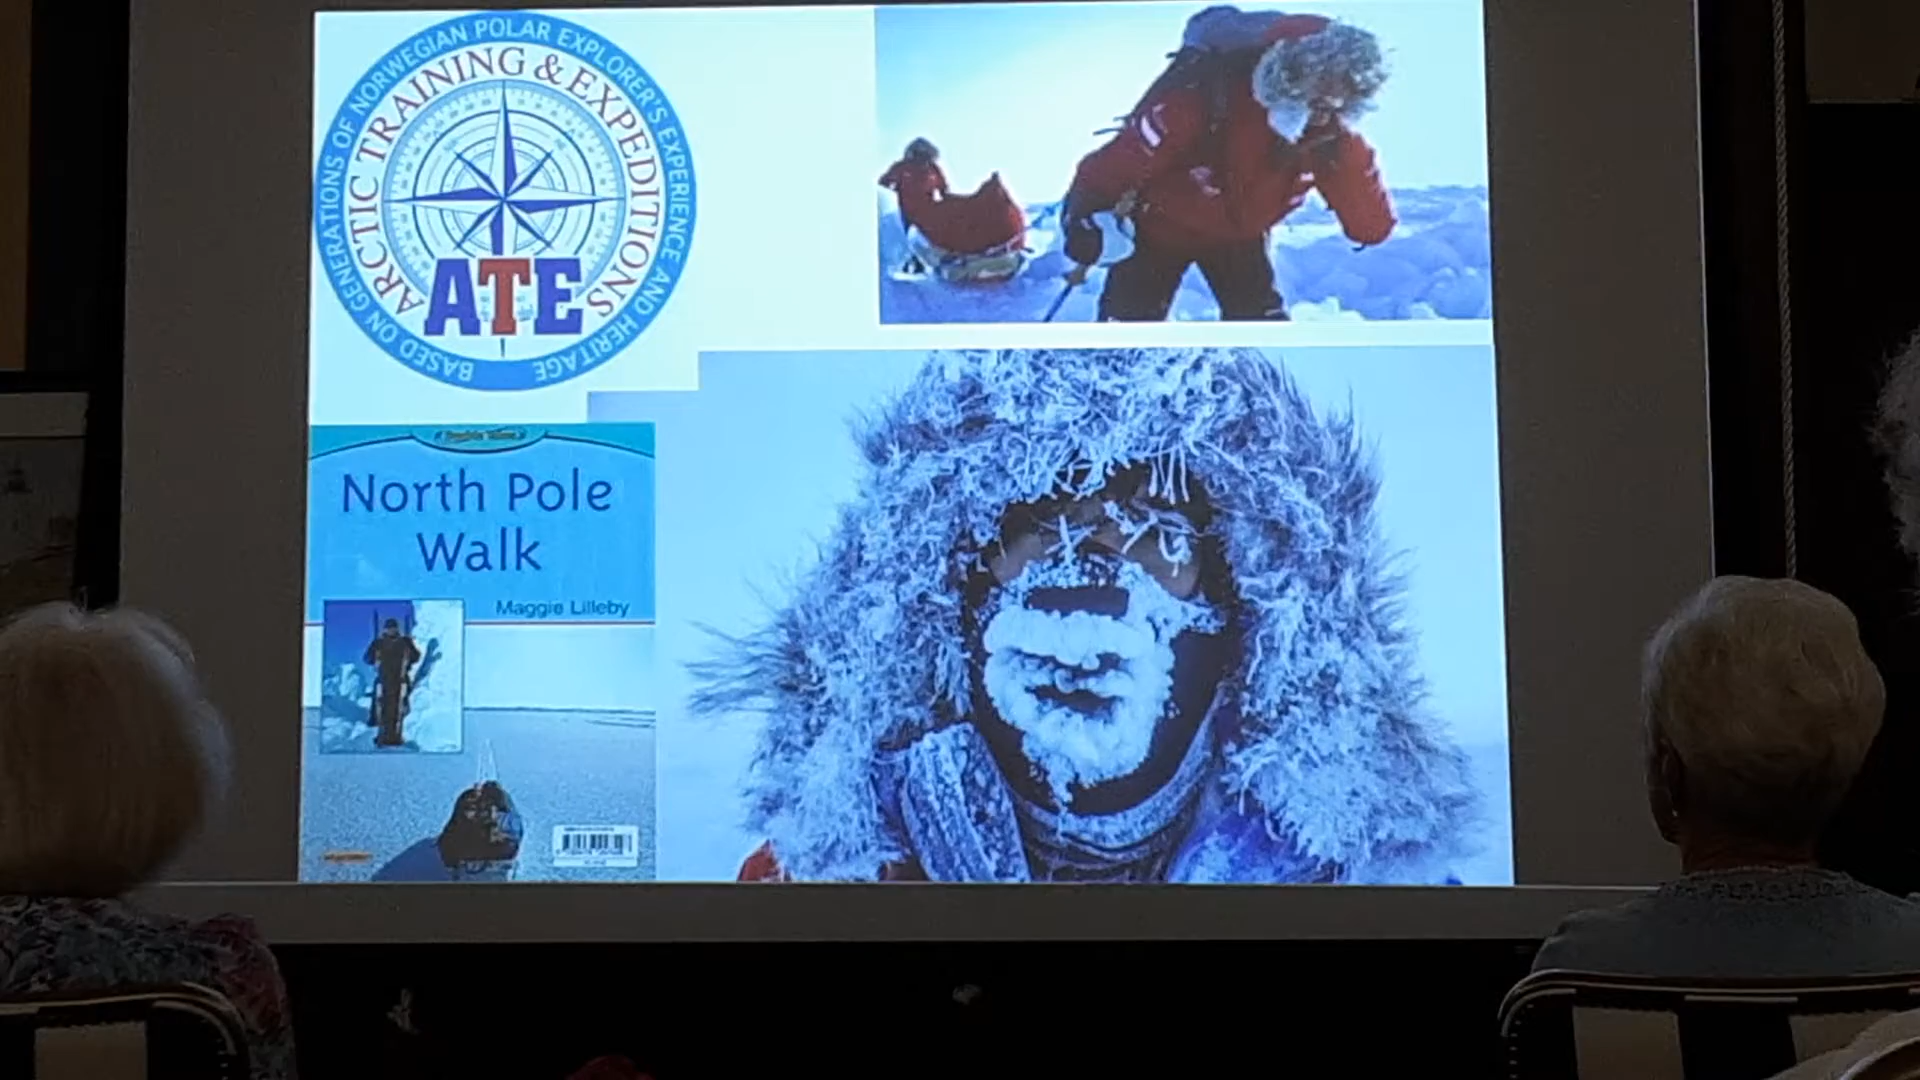 BASED ON GENERATIONS OF NORWEGIAN POLAR EXPLORER'S EXPERIENCE AND HERITAGE
ARCTIC TRAINING & EXPEDITIONS
ATE
North Pole
Walk
Maggie Lilleby